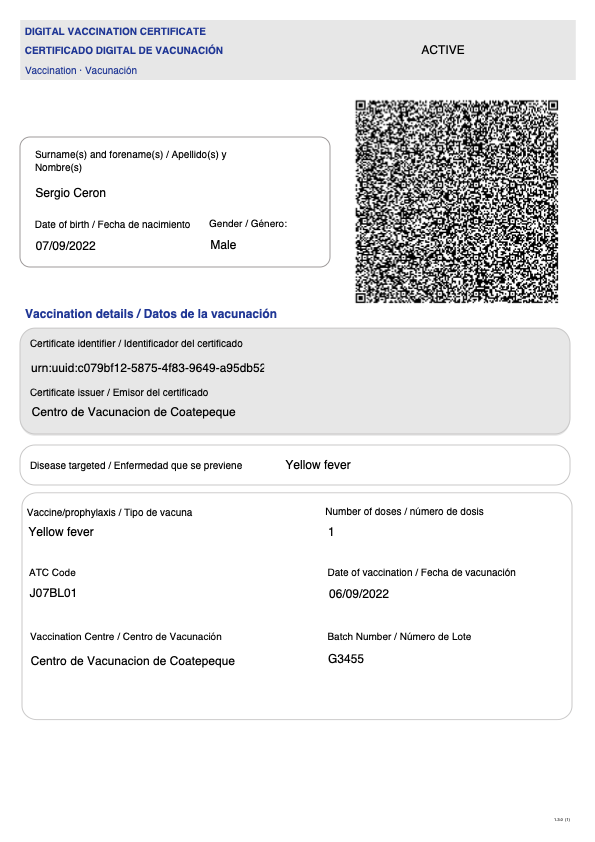 DIGITAL VACCINATION CERTIFICATE
CERTIFICADO DIGITAL DE VACUNACIÓN
ACTIVE
Vaccination · Vacunación
Surname(s) and forename(s) / Apellido(s) y
Nombre(s)
Sergio Ceron
Date of birth / Fecha de nacimiento
Gender / Género:
07/09/2022
Male
Vaccination details / Datos de la vacunación
Certificate identifier / Identificador del certificado
urn:uuid:c079bf12-5875-4f83-9649-a95db52
Certificate issuer / Emisor del certificado
Centro de Vacunacion de Coatepeque
Disease targeted / Enfermedad que se previene
Yellow fever
Vaccine/prophylaxis / Tipo de vacuna
Number of doses / número de dosis
Yellow fever
1
ATC Code
Date of vaccination / Fecha de vacunación
J07BL01
06/09/2022
Vaccination Centre / Centro de Vacunación
Batch Number / Número de Lote
Centro de Vacunacion de Coatepeque
G3455